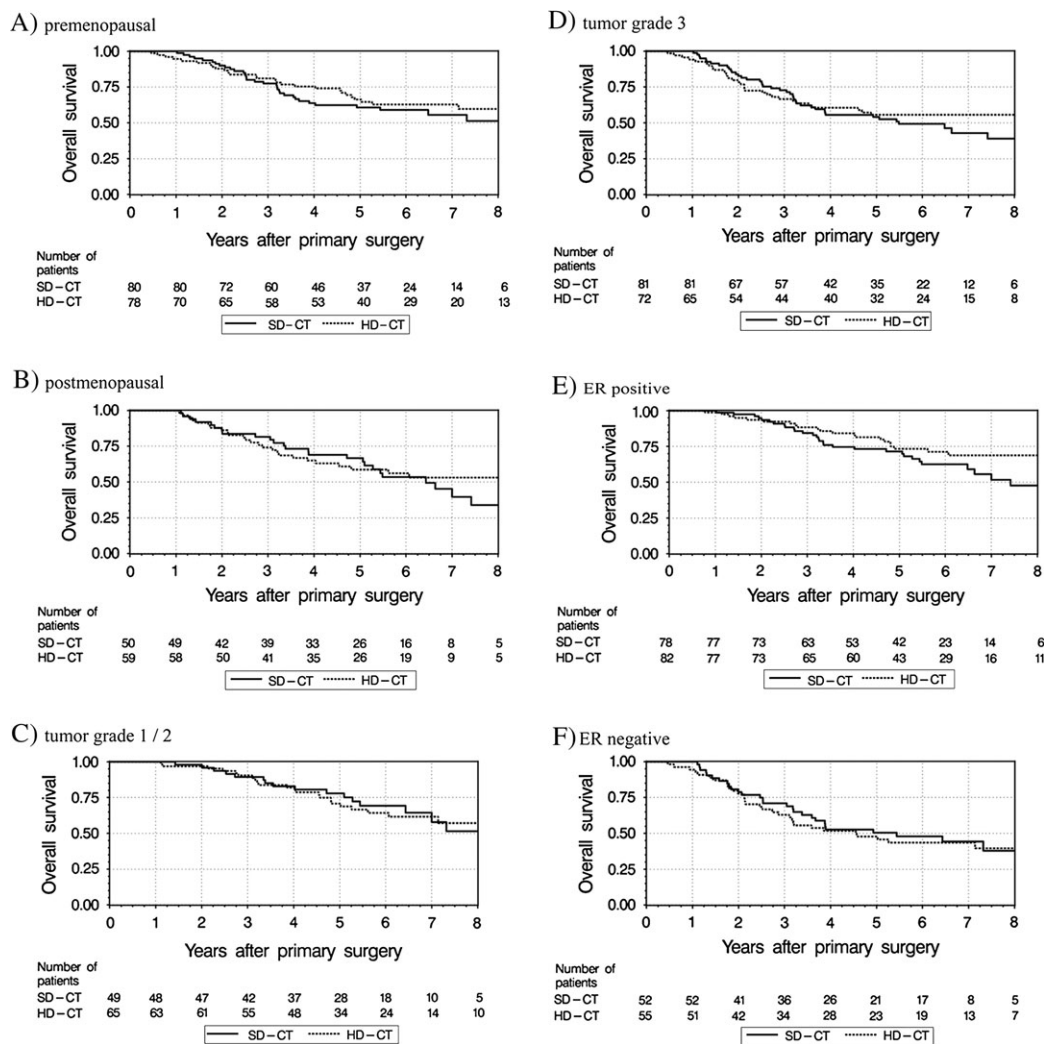 A) premenopausal
1.00
0.75
0.50
0.25
0.00
Overall survival
0 1 2 3 4 5 6 7 8
Years after primary surgery
Number of
patients
SD-CT 80 80 72 60 46 37 24 14 6
HD-CT 78 70 65 58 53 40 29 20 13
SD-CT HD-CT
B) postmenopausal
1.00
0.75
0.50
0.25
0.00
Overall survival
0 1 2 3 4 5 6 7 8
Years after primary surgery
Number of
patients
SD-CT 50 49 42 39 33 26 16 8 5
HD-CT 59 58 50 41 35 26 19 9 5
SD-CT HD-CT
C) tumor grade 1 / 2
1.00
0.75
0.50
0.25
0.00
Overall survival
0 1 2 3 4 5 6 7 8
Years after primary surgery
Number of
patients
SD-CT 49 48 47 42 37 28 18 10 5
HD-CT 65 63 61 55 48 34 24 14 10
SD-CT HD-CT
D) tumor grade 3
1.00
0.75
0.50
0.25
0.00
Overall survival
0 1 2 3 4 5 6 7 8
Years after primary surgery
Number of
patients
SD-CT 81 81 67 57 42 35 22 12 6
HD-CT 72 65 54 44 40 32 24 15 8
SD-CT HD-CT
E) ER positive
1.00
0.75
0.50
0.25
0.00
Overall survival
0 1 2 3 4 5 6 7 8
Years after primary surgery
Number of
patients
SD-CT 78 77 73 63 53 42 23 14 6
HD-CT 82 77 73 65 60 43 29 16 11
SD-CT HD-CT
F) ER negative
1.00
0.75
0.50
0.25
0.00
Overall survival
0 1 2 3 4 5 6 7 8
Years after primary surgery
Number of
patients
SD-CT 52 52 41 36 26 21 17 8 5
HD-CT 55 51 42 34 28 23 19 13 7
SD-CT HD-CT